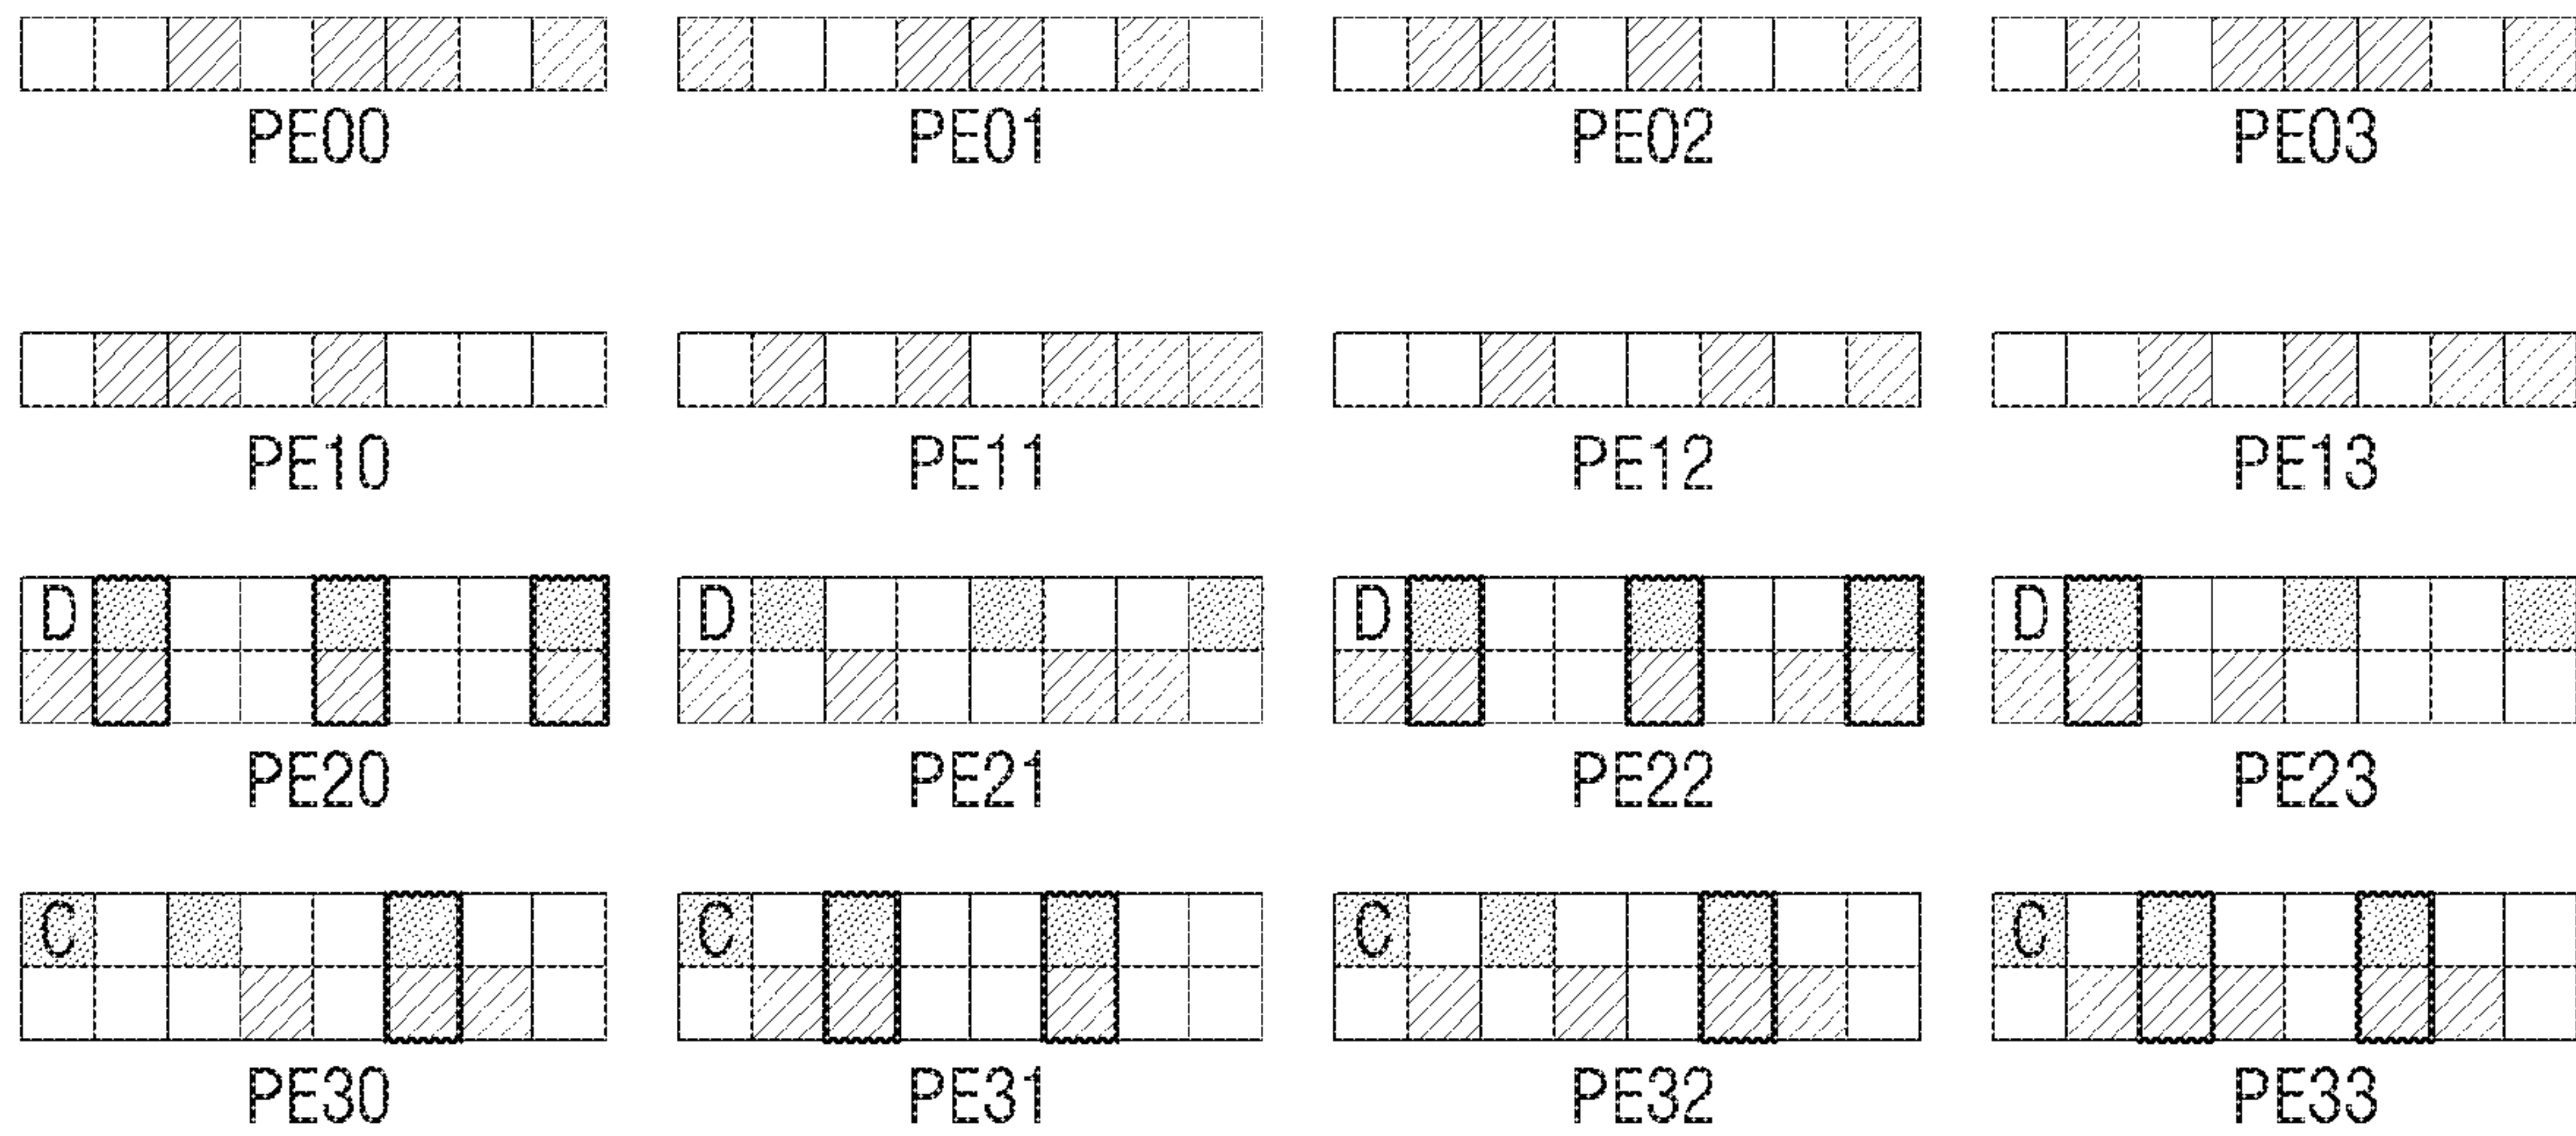 PE00 PE01 PE02 PE03
PE10 PE11 PE12 PE13
D D D D
PE20 PE21 PE22 PE23
C C C C
PE30 PE31 PE32 PE33